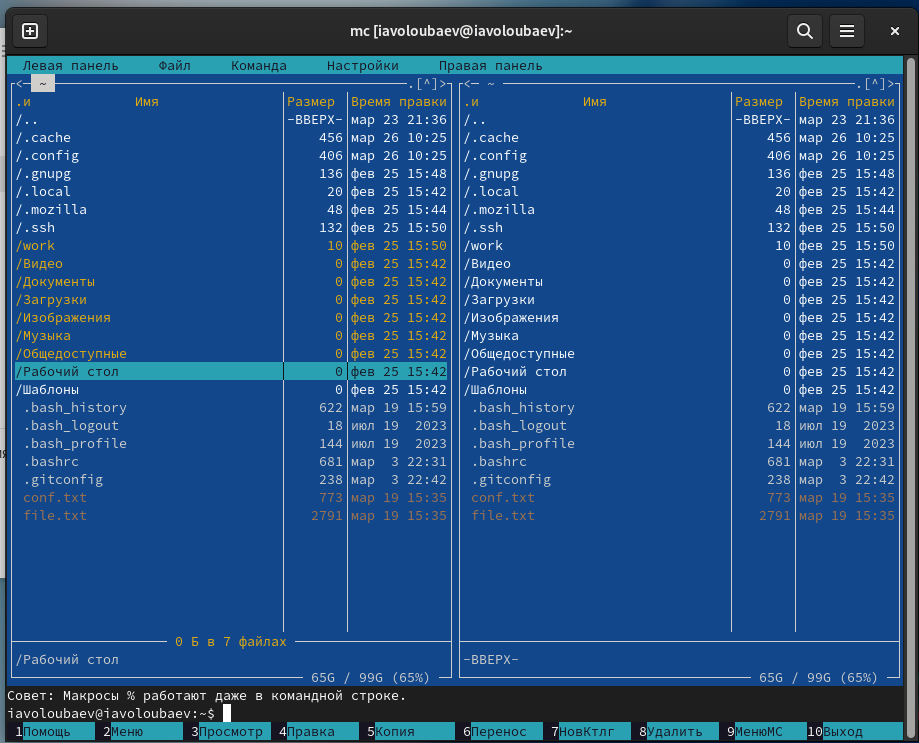 mc [iavoloubaev@iavoloubaev]:~
Левая панель Файл Команда Настройки Правая панель
<─ ~ .[^]> <─ ~ .[^]>
.и Имя Размер Время правки .и Имя Размер Время правки
/.. -ВВЕРХ- мар 23 21:36 /.. -ВВЕРХ- мар 23 21:36
/.cache 456 мар 26 10:25 /.cache 456 мар 26 10:25
/.config 406 мар 26 10:25 /.config 406 мар 26 10:25
/.gnupg 136 фев 25 15:48 /.gnupg 136 фев 25 15:48
/.local 20 фев 25 15:42 /.local 20 фев 25 15:42
/.mozilla 48 фев 25 15:44 /.mozilla 48 фев 25 15:44
/.ssh 132 фев 25 15:50 /.ssh 132 фев 25 15:50
/work 10 фев 25 15:50 /work 10 фев 25 15:50
/Видео 0 фев 25 15:42 /Видео 0 фев 25 15:42
/Документы 0 фев 25 15:42 /Документы 0 фев 25 15:42
/Загрузки 0 фев 25 15:42 /Загрузки 0 фев 25 15:42
/Изображения 0 фев 25 15:42 /Изображения 0 фев 25 15:42
/Музыка 0 фев 25 15:42 /Музыка 0 фев 25 15:42
/Общедоступные 0 фев 25 15:42 /Общедоступные 0 фев 25 15:42
/Рабочий стол 0 фев 25 15:42 /Рабочий стол 0 фев 25 15:42
/Шаблоны 0 фев 25 15:42 /Шаблоны 0 фев 25 15:42
.bash_history 622 мар 19 15:59 .bash_history 622 мар 19 15:59
.bash_logout 18 июл 19 2023 .bash_logout 18 июл 19 2023
.bash_profile 144 июл 19 2023 .bash_profile 144 июл 19 2023
.bashrc 681 мар 3 22:31 .bashrc 681 мар 3 22:31
.gitconfig 238 мар 3 22:42 .gitconfig 238 мар 3 22:42
conf.txt 773 мар 19 15:35 conf.txt 773 мар 19 15:35
file.txt 2791 мар 19 15:35 file.txt 2791 мар 19 15:35
0 Б в 7 файлах
/Рабочий стол -ВВЕРХ-
65G / 99G (65%) 65G / 99G (65%)
Совет: Макросы % работают даже в командной строке.
iavoloubaev@iavoloubaev:~$
1Помощь 2Меню 3Просмотр 4Правка 5Копия 6Перенос 7НовКтлг 8Удалить 9МенюMC 10Выход